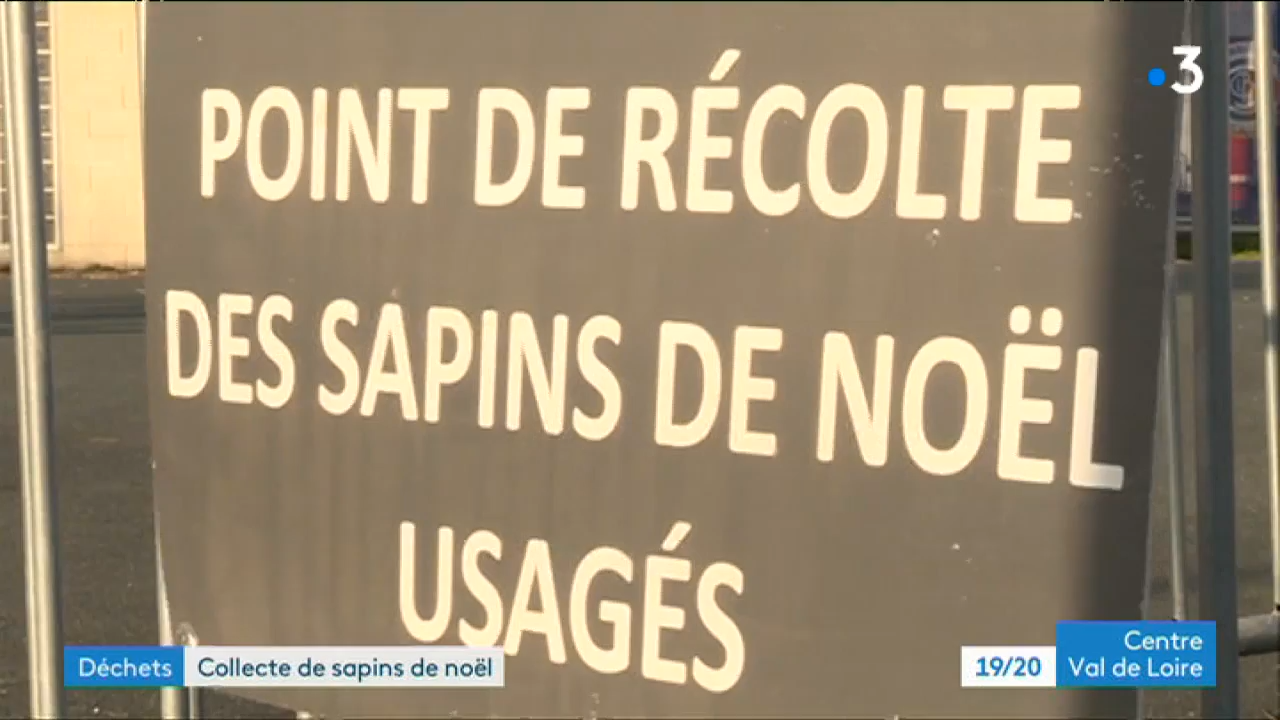 3
POINT DE RÉCOLTE
DES SAPINS DE NOËL
USAGÉS
Déchets Collecte de sapins de noël
19/20 Centre
Val de Loire